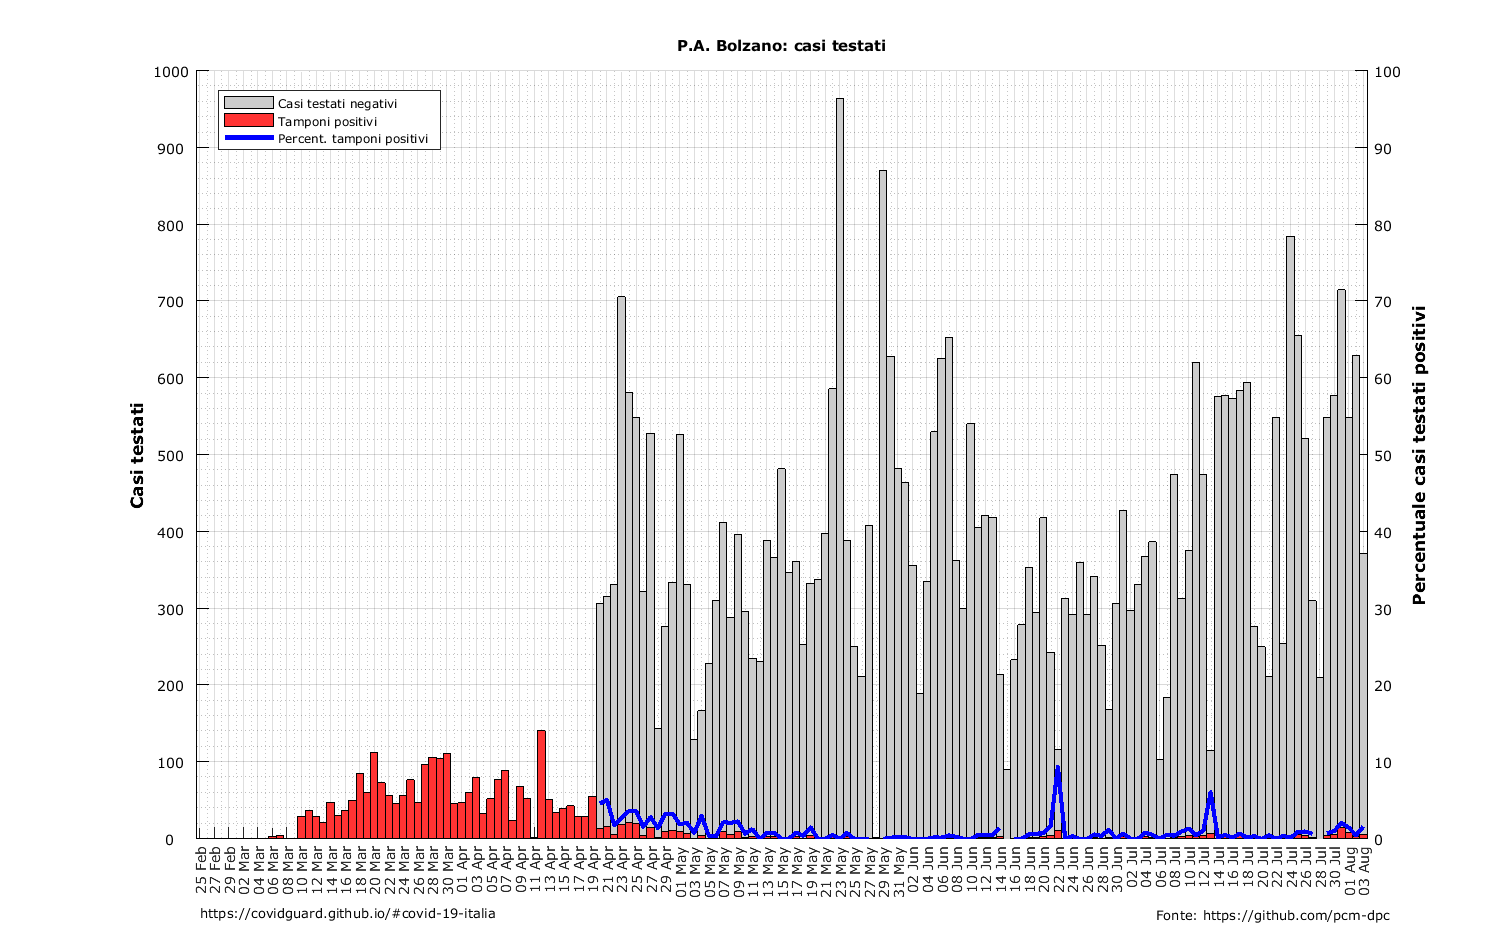 P.A. Bolzano: casi testati
Casi testati negativi
Tamponi positivi
Percent. tamponi positivi
Casi testati
1000
900
800
700
600
500
400
300
200
100
0
100
90
80
70
60
50
40
30
20
10
0
Percentuale casi testati positivi
25 Feb
27 Feb
29 Feb
02 Mar
04 Mar
06 Mar
08 Mar
10 Mar
12 Mar
14 Mar
16 Mar
18 Mar
20 Mar
22 Mar
24 Mar
26 Mar
28 Mar
30 Mar
01 Apr
03 Apr
05 Apr
07 Apr
09 Apr
11 Apr
13 Apr
15 Apr
17 Apr
19 Apr
21 Apr
23 Apr
25 Apr
27 Apr
29 Apr
01 May
03 May
05 May
07 May
09 May
11 May
13 May
15 May
17 May
19 May
21 May
23 May
25 May
27 May
29 May
31 May
02 Jun
04 Jun
06 Jun
08 Jun
10 Jun
12 Jun
14 Jun
16 Jun
18 Jun
20 Jun
22 Jun
24 Jun
26 Jun
28 Jun
30 Jun
02 Jul
04 Jul
06 Jul
08 Jul
10 Jul
12 Jul
14 Jul
16 Jul
18 Jul
20 Jul
22 Jul
24 Jul
26 Jul
28 Jul
30 Jul
01 Aug
03 Aug
https://covidguard.github.io/#covid-19-italia
Fonte: https://github.com/pcm-dpc